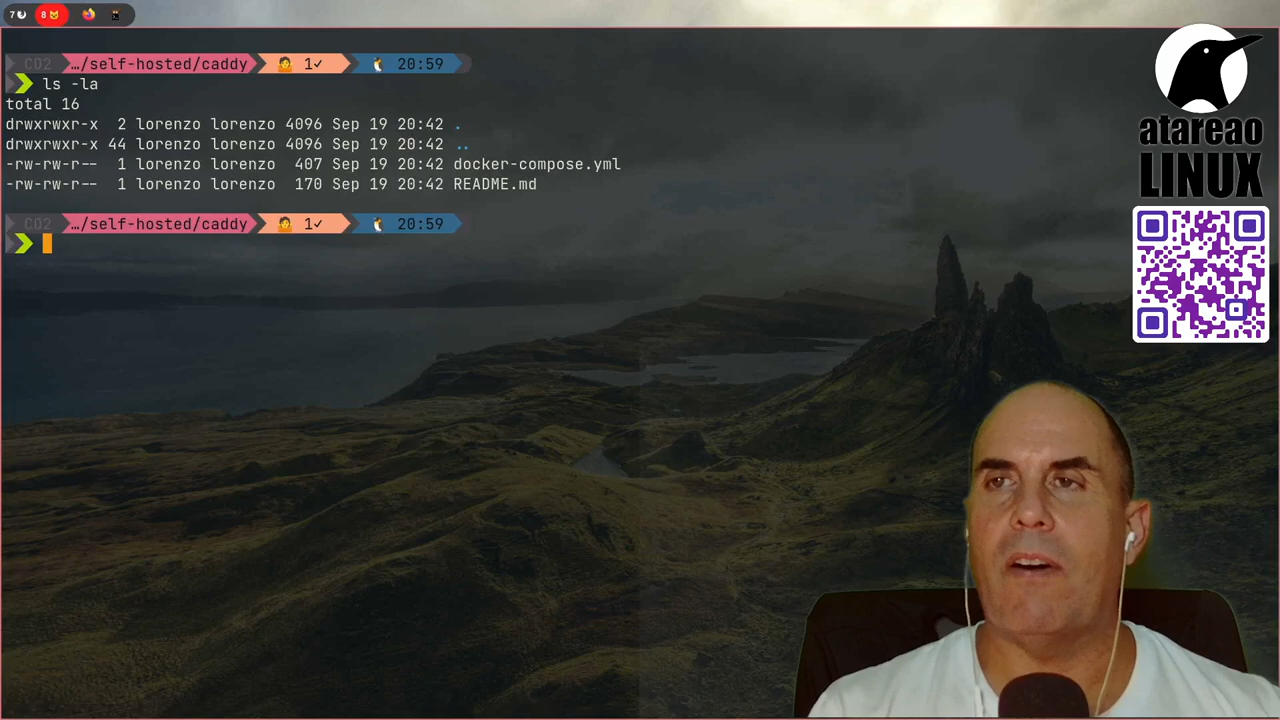 7 8
CO2 …/self-hosted/caddy 1✓ 20:59
ls -la
total 16
drwxrwxr-x  2 lorenzo lorenzo 4096 Sep 19 20:42 .
drwxrwxr-x 44 lorenzo lorenzo 4096 Sep 19 20:42 ..
-rw-rw-r--  1 lorenzo lorenzo  407 Sep 19 20:42 docker-compose.yml
-rw-rw-r--  1 lorenzo lorenzo  170 Sep 19 20:42 README.md
CO2 …/self-hosted/caddy 1✓ 20:59
atareao
LINUX